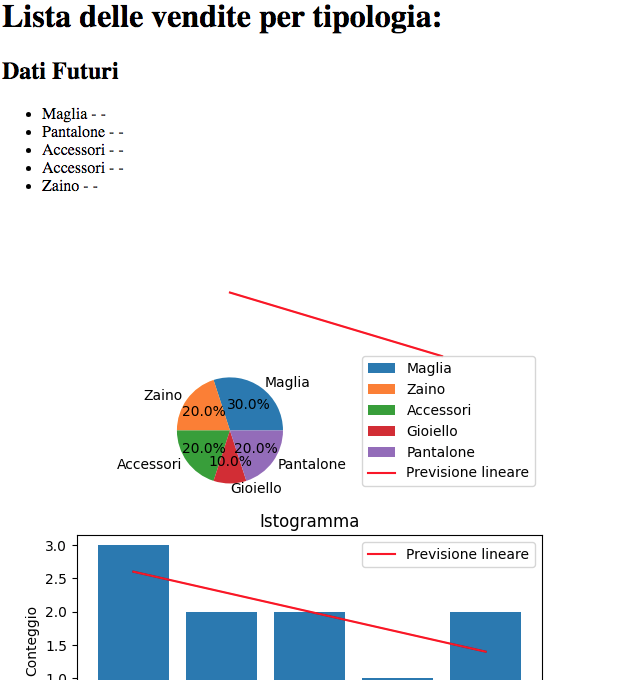 Lista delle vendite per tipologia:
Dati Futuri
Maglia - -
Pantalone - -
Accessori - -
Accessori - -
Zaino - -
Maglia
Zaino
Accessori
Gioiello
Pantalone
Previsione lineare
Maglia
30.0%
Zaino
20.0%
Accessori
20.0%
Gioiello
10.0%
Pantalone
20.0%
Istogramma
Previsione lineare
Conteggio
3.0
2.5
2.0
1.5
1.0